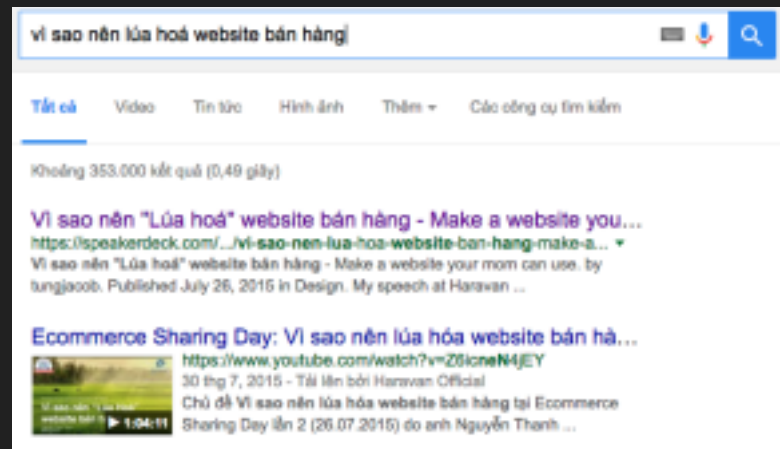 vì sao nên lúa hoá website bán hàng
Tất cả Video Tin tức Hình ảnh Thêm Các công cụ tìm kiếm
Khoảng 353.000 kết quả (0,49 giây)
Vì sao nên "Lúa hoá" website bán hàng - Make a website you...
https://speakerdeck.com/.../vi-sao-nen-lua-hoa-website-ban-hang-make-a...
Vì sao nên "Lúa hoá" website bán hàng - Make a website your mom can use. by
tungjacob. Published July 26, 2015 in Design. My speech at Haravan ...
Ecommerce Sharing Day: Vì sao nên lúa hóa website bán hà...
https://www.youtube.com/watch?v=Z6icneN4jEY
30 thg 7, 2015 - Tải lên bởi Haravan Official
Chủ đề Vì sao nên lúa hóa website bán hàng tại Ecommerce
1:04:11 Sharing Day lần 2 (26.07.2015) do anh Nguyễn Thanh ...